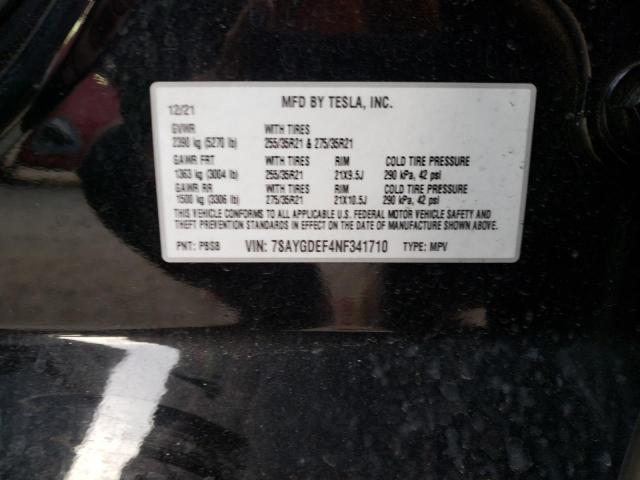 MFD BY TESLA, INC.
12/21
GVWR WITH TIRES
2390 kg (5270 lb) 255/35R21 & 275/35R21
GAWR FRT WITH TIRES RIM COLD TIRE PRESSURE
1363 kg (3004 lb) 255/35R21 21X9.5J 290 kPa, 42 psi
GAWR RR WITH TIRES RIM COLD TIRE PRESSURE
1500 kg (3306 lb) 275/35R21 21X10.5J 290 kPa, 42 psi
THIS VEHICLE CONFORMS TO ALL APPLICABLE U.S. FEDERAL MOTOR VEHICLE SAFETY AND
THEFT PREVENTION STANDARDS IN EFFECT ON THE DATE OF MANUFACTURE SHOWN ABOVE.
PNT: PBSB VIN: 7SAYGDEF4NF341710 TYPE: MPV